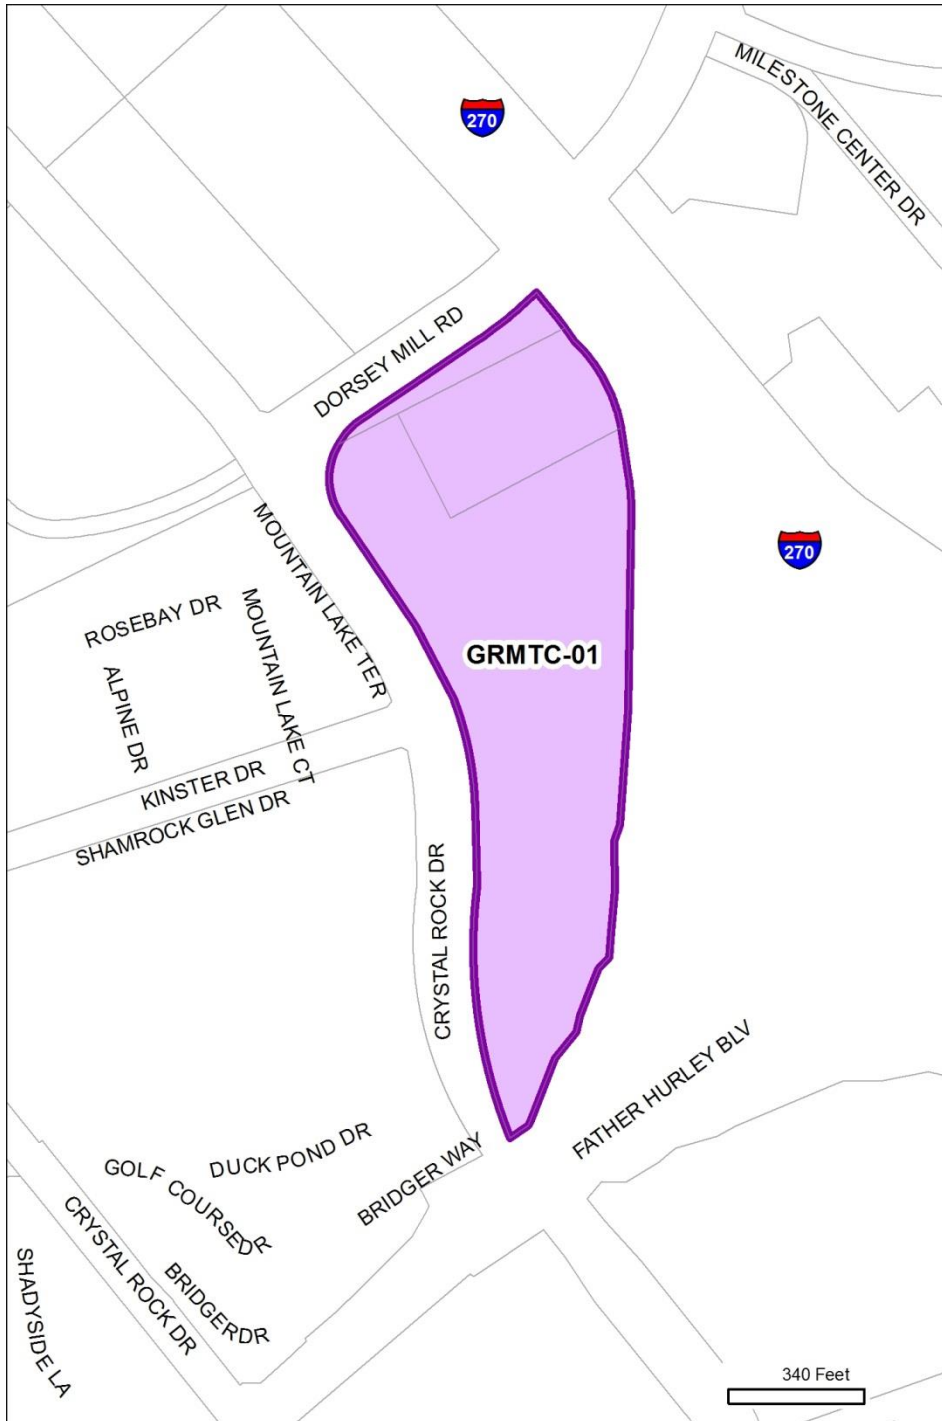 MILESTONE CENTER DR
270
DORSEY MILL RD
MOUNTAIN LAKE TER
270
ROSEBAY DR
MOUNTAIN LAKE CT
GRMTC-01
ALPINE DR
KINSTER DR
SHAMROCK GLEN DR
CRYSTAL ROCK DR
FATHER HURLEY BLV
DUCK POND DR
BRIDGER WAY
GOLF COURSE DR
CRYSTAL ROCK DR
BRIDGER DR
SHADYSIDE LA
340 Feet